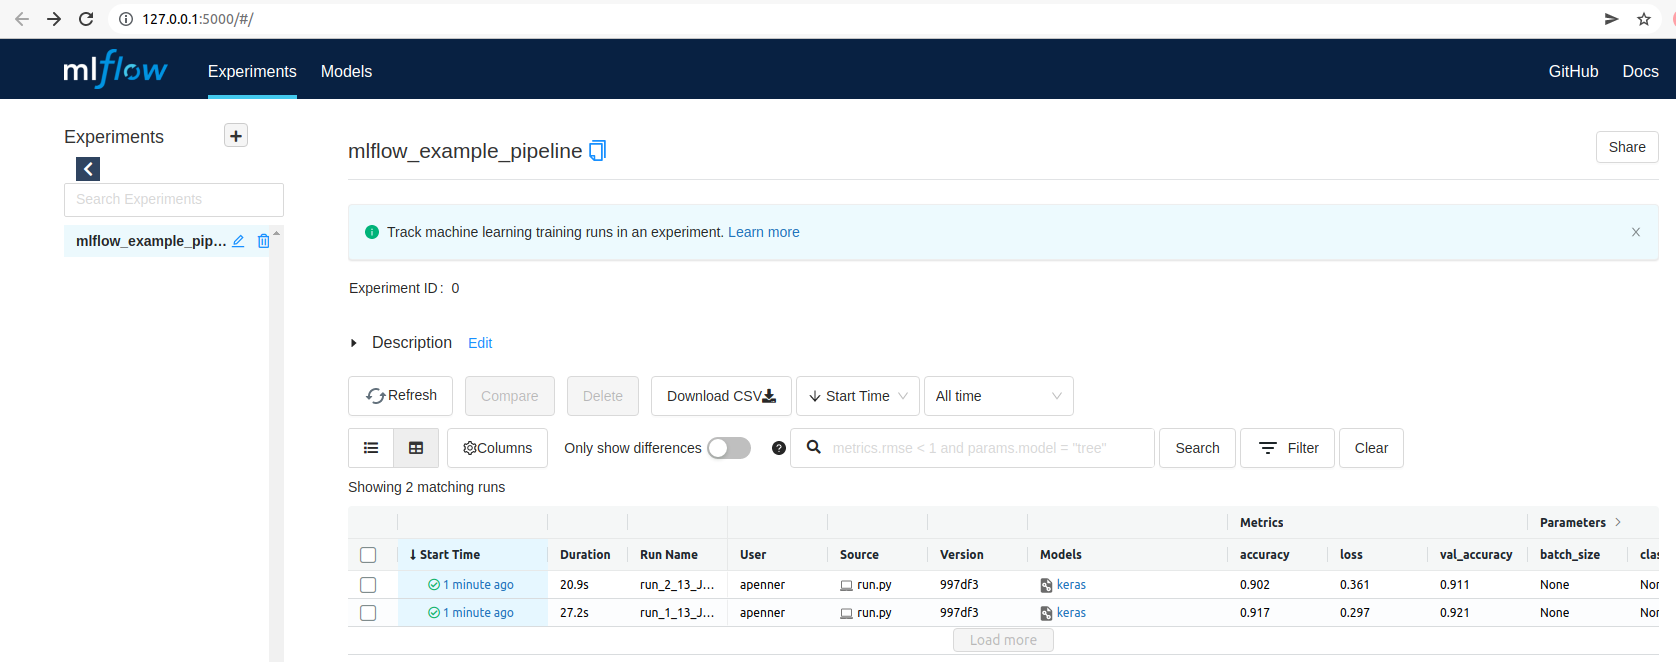 127.0.0.1:5000/#/
mlflow Experiments Models GitHub Docs
Experiments +
mlflow_example_pipeline Share
Search Experiments
mlflow_example_pip...
Track machine learning training runs in an experiment. Learn more
Experiment ID: 0
Description Edit
Refresh Compare Delete Download CSV Start Time All time
Columns Only show differences ? metrics.rmse < 1 and params.model = "tree" Search Filter Clear
Showing 2 matching runs
Metrics Parameters >
↓ Start Time Duration Run Name User Source Version Models accuracy loss val_accuracy batch_size clas
1 minute ago 20.9s run_2_13_J... apenner run.py 997df3 keras 0.902 0.361 0.911 None Non
1 minute ago 27.2s run_1_13_J... apenner run.py 997df3 keras 0.917 0.297 0.921 None Non
Load more